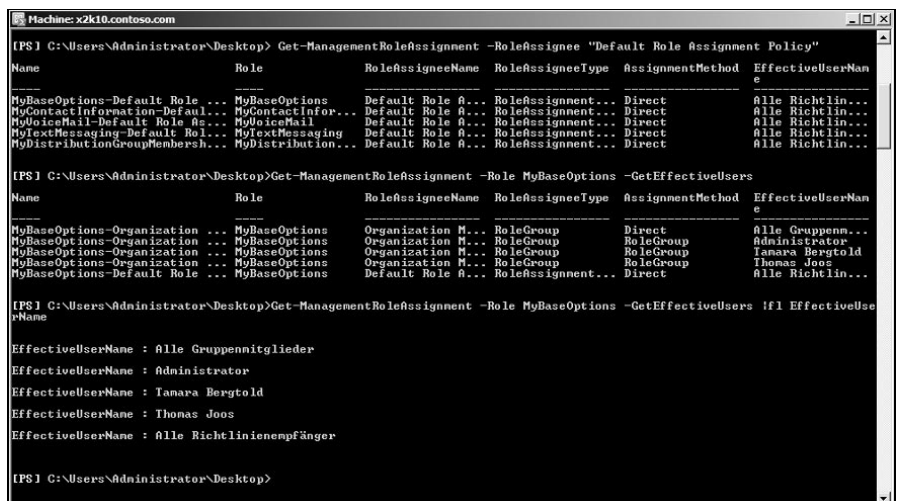 Machine: x2k10.contoso.com
[PS] C:\Users\Administrator\Desktop> Get-ManagementRoleAssignment -RoleAssignee "Default Role Assignment Policy"
Name Role RoleAssigneeName RoleAssigneeType AssignmentMethod EffectiveUserNam
e
---- ---- ---------------- ---------------- ---------------- ----------------
MyBaseOptions-Default Role ... MyBaseOptions Default Role A... RoleAssignment... Direct Alle Richtlin...
MyContactInformation-Defaul... MyContactInfor... Default Role A... RoleAssignment... Direct Alle Richtlin...
MyVoiceMail-Default Role As... MyVoiceMail Default Role A... RoleAssignment... Direct Alle Richtlin...
MyTextMessaging-Default Rol... MyTextMessaging Default Role A... RoleAssignment... Direct Alle Richtlin...
MyDistributionGroupMembersh... MyDistribution... Default Role A... RoleAssignment... Direct Alle Richtlin...
[PS] C:\Users\Administrator\Desktop>Get-ManagementRoleAssignment -Role MyBaseOptions -GetEffectiveUsers
Name Role RoleAssigneeName RoleAssigneeType AssignmentMethod EffectiveUserNam
e
---- ---- ---------------- ---------------- ---------------- ----------------
MyBaseOptions-Organization ... MyBaseOptions Organization M... RoleGroup Direct Alle Gruppenm...
MyBaseOptions-Organization ... MyBaseOptions Organization M... RoleGroup RoleGroup Administrator
MyBaseOptions-Organization ... MyBaseOptions Organization M... RoleGroup RoleGroup Tamara Bergtold
MyBaseOptions-Organization ... MyBaseOptions Organization M... RoleGroup RoleGroup Thomas Joos
MyBaseOptions-Default Role ... MyBaseOptions Default Role A... RoleAssignment... Direct Alle Richtlin...
[PS] C:\Users\Administrator\Desktop>Get-ManagementRoleAssignment -Role MyBaseOptions -GetEffectiveUsers |fl EffectiveUse
rName
EffectiveUserName : Alle Gruppenmitglieder
EffectiveUserName : Administrator
EffectiveUserName : Tamara Bergtold
EffectiveUserName : Thomas Joos
EffectiveUserName : Alle Richtlinienempfänger
[PS] C:\Users\Administrator\Desktop>